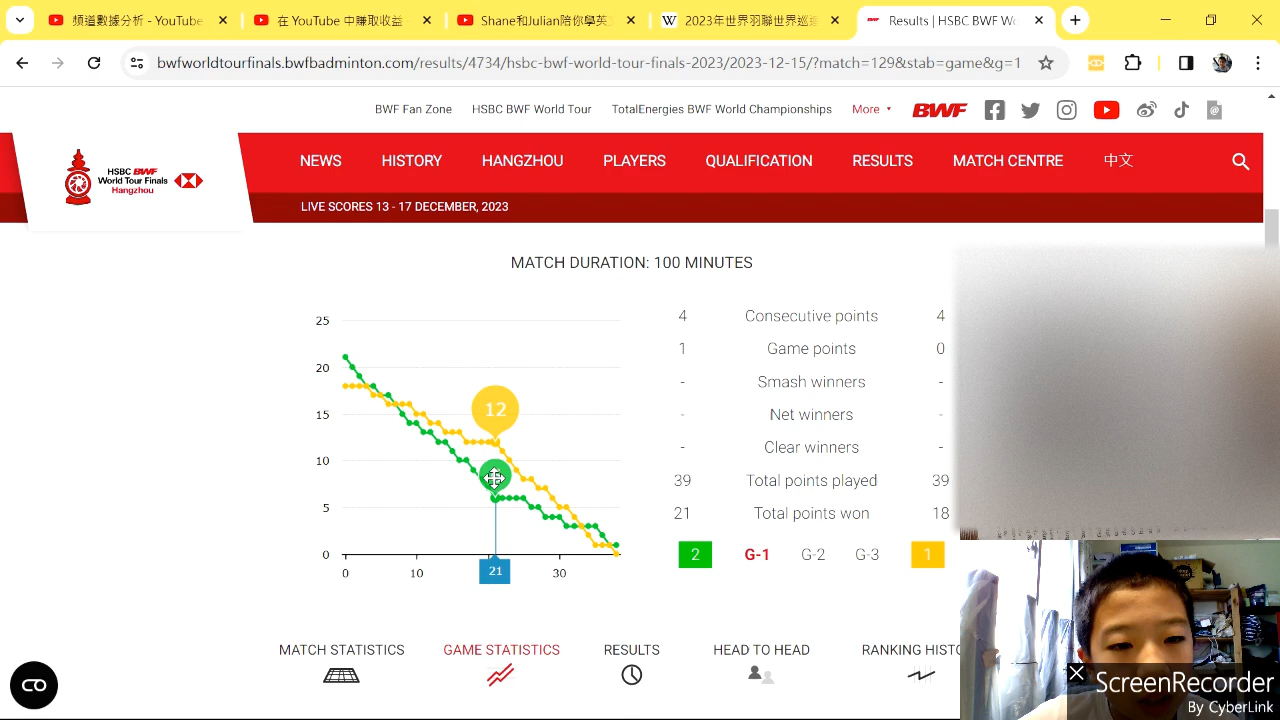 頻道數據分析 - YouTube
在 YouTube 中賺取收益
Shane和Julian陪你學英
2023年世界羽聯世界巡
Results | HSBC BWF Wo
bwfworldtourfinals.bwfbadminton.com/results/4734/hsbc-bwf-world-tour-finals-2023/2023-12-15/?match=129&stab=game&g=1
BWF Fan Zone
HSBC BWF World Tour
TotalEnergies BWF World Championships
More
BWF
HSBC BWF
World Tour Finals
Hangzhou
NEWS
HISTORY
HANGZHOU
PLAYERS
QUALIFICATION
RESULTS
MATCH CENTRE
中文
LIVE SCORES 13 - 17 DECEMBER, 2023
MATCH DURATION: 100 MINUTES
25
20
15
10
5
0
0
10
30
12
21
4 Consecutive points 4
1 Game points 0
- Smash winners -
- Net winners -
- Clear winners -
39 Total points played 39
21 Total points won 18
2 G-1 G-2 G-3 1
MATCH STATISTICS
GAME STATISTICS
RESULTS
HEAD TO HEAD
RANKING HISTO
ScreenRecorder
By CyberLink